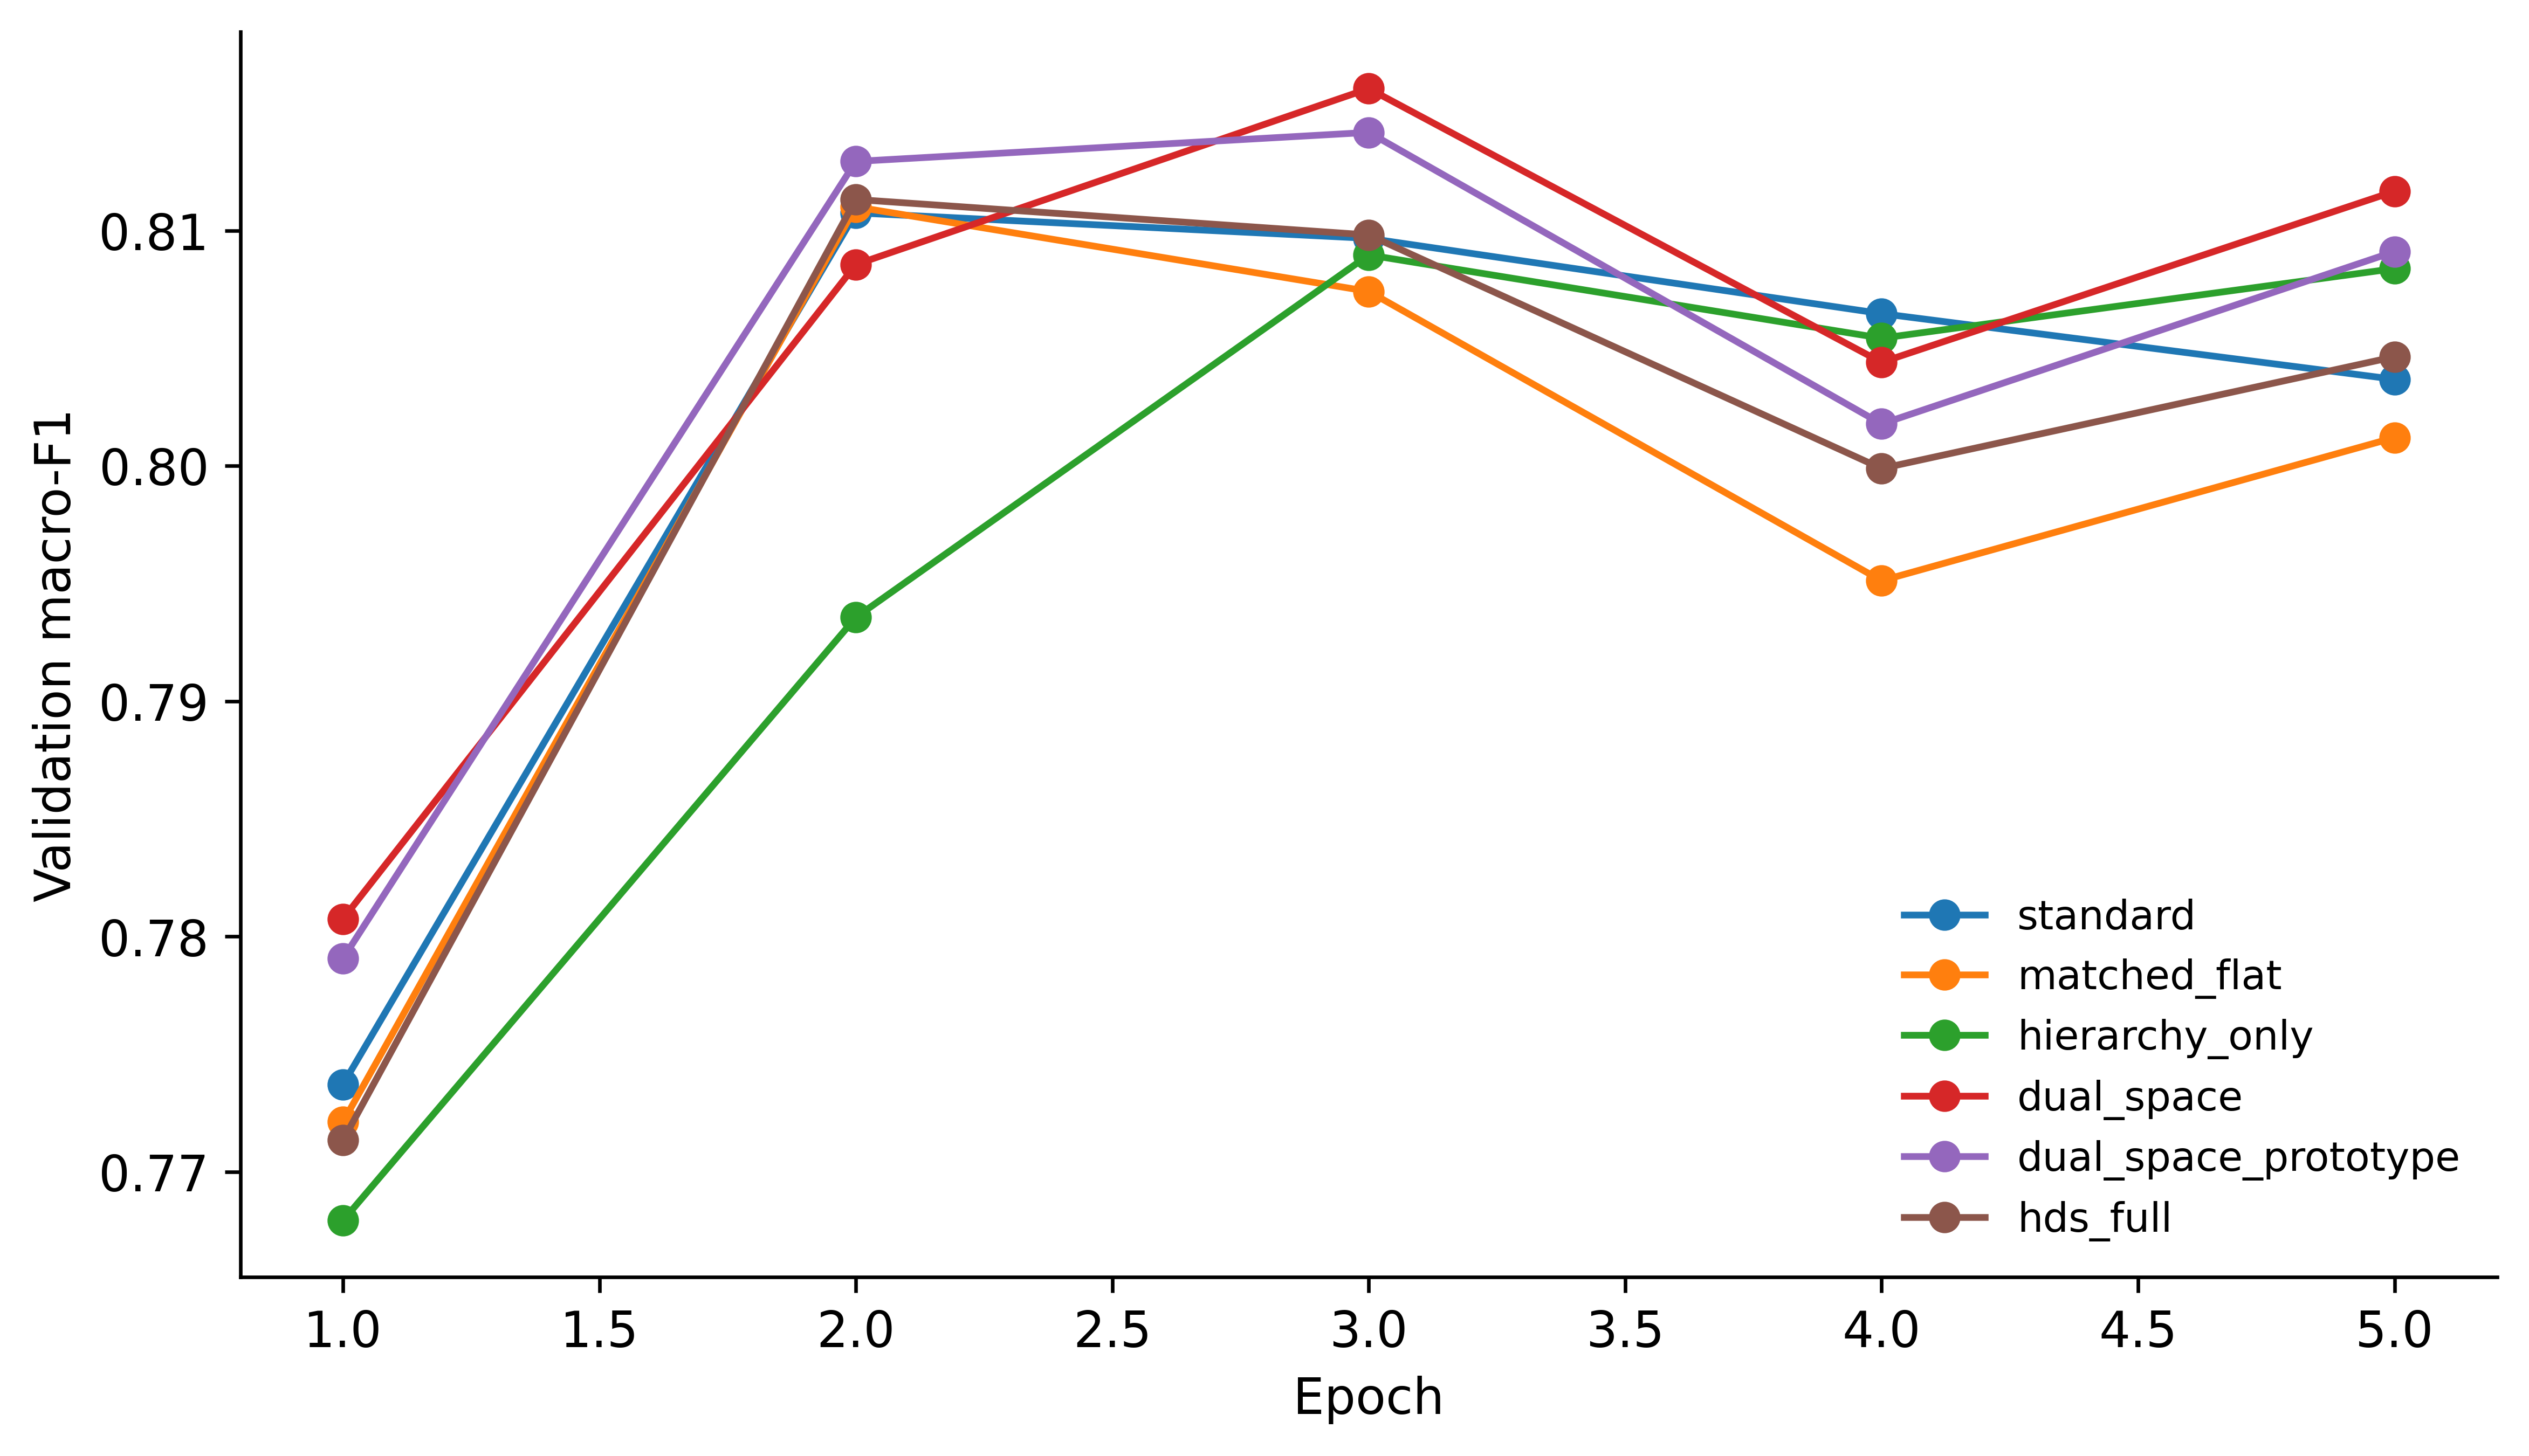 Validation macro-F1
0.81
0.80
0.79
0.78
0.77
standard
matched_flat
hierarchy_only
dual_space
dual_space_prototype
hds_full
1.0 1.5 2.0 2.5 3.0 3.5 4.0 4.5 5.0
Epoch